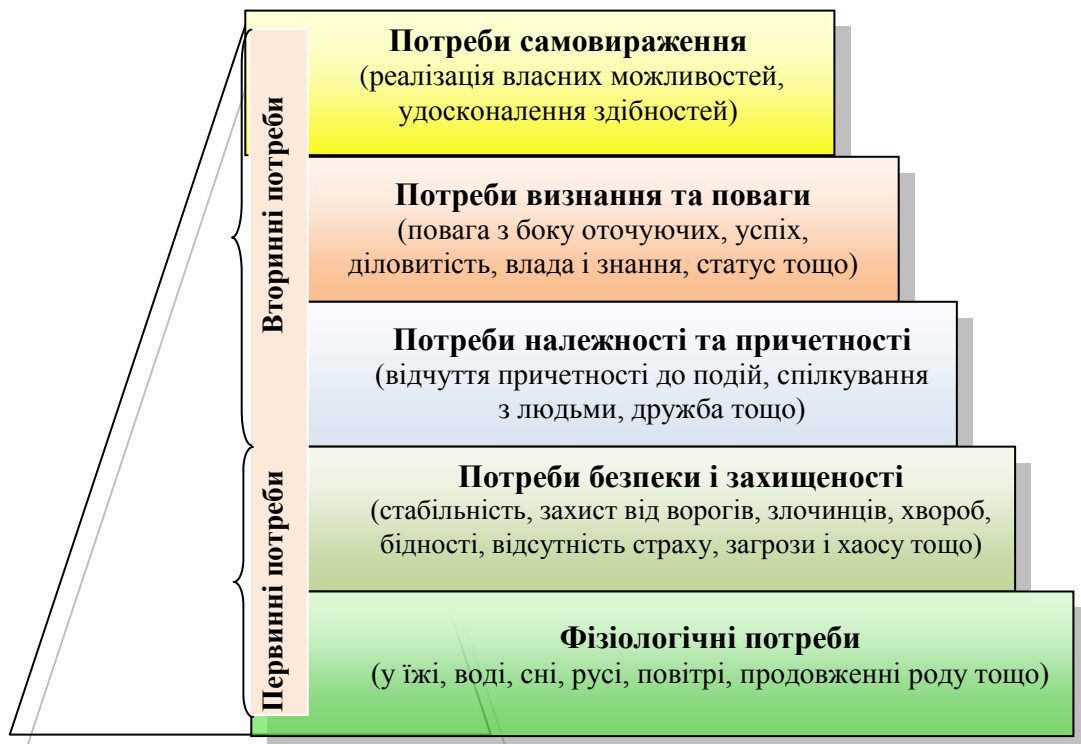 Вторинні потреби
Потреби самовираження
(реалізація власних можливостей,
удосконалення здібностей)
Потреби визнання та поваги
(повага з боку оточуючих, успіх,
діловитість, влада і знання, статус тощо)
Потреби належності та причетності
(відчуття причетності до подій, спілкування
з людьми, дружба тощо)
Первинні потреби
Потреби безпеки і захищеності
(стабільність, захист від ворогів, злочинців, хвороб,
бідності, відсутність страху, загрози і хаосу тощо)
Фізіологічні потреби
(у їжі, воді, сні, русі, повітрі, продовженні роду тощо)